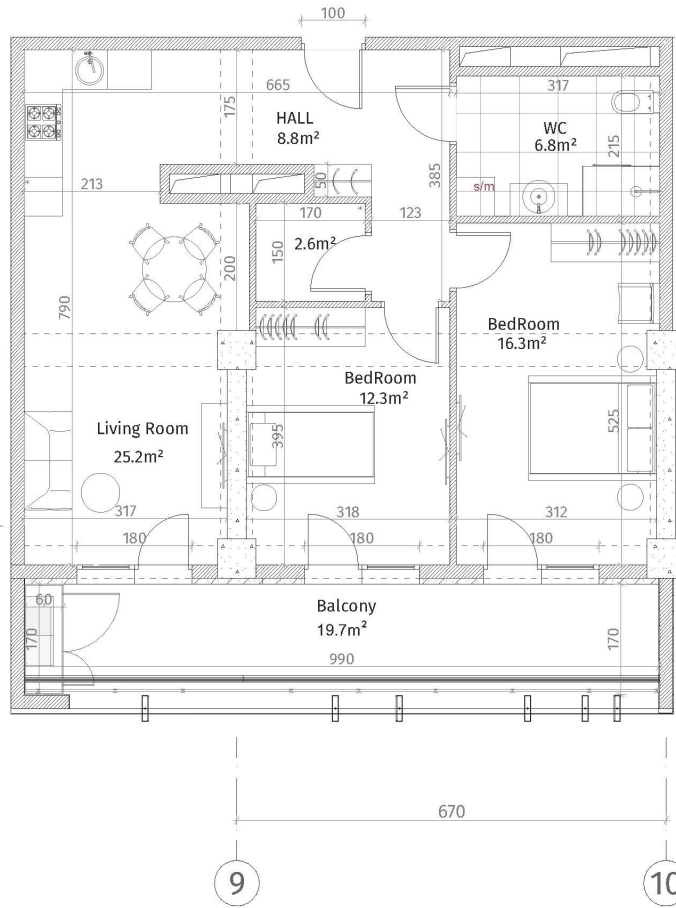 100
665
317
175
HALL
8.8m²
WC
6.8m²
215
213
50
385
s/m
170
123
2.6m²
150
200
790
BedRoom
16.3m²
BedRoom
12.3m²
Living Room
25.2m²
395
525
317
318
312
180
180
180
60
Balcony
19.7m²
170
170
990
670
9
10